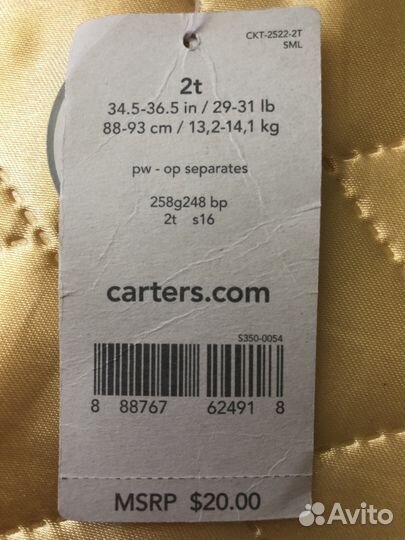 CKT-2522-2T
SML
2t
34.5-36.5 in / 29-31 lb
88-93 cm / 13,2-14,1 kg
pw - op separates
258g248 bp
2t s16
carters.com
S350-0054
8 88767 62491 8
MSRP $20.00
Avito